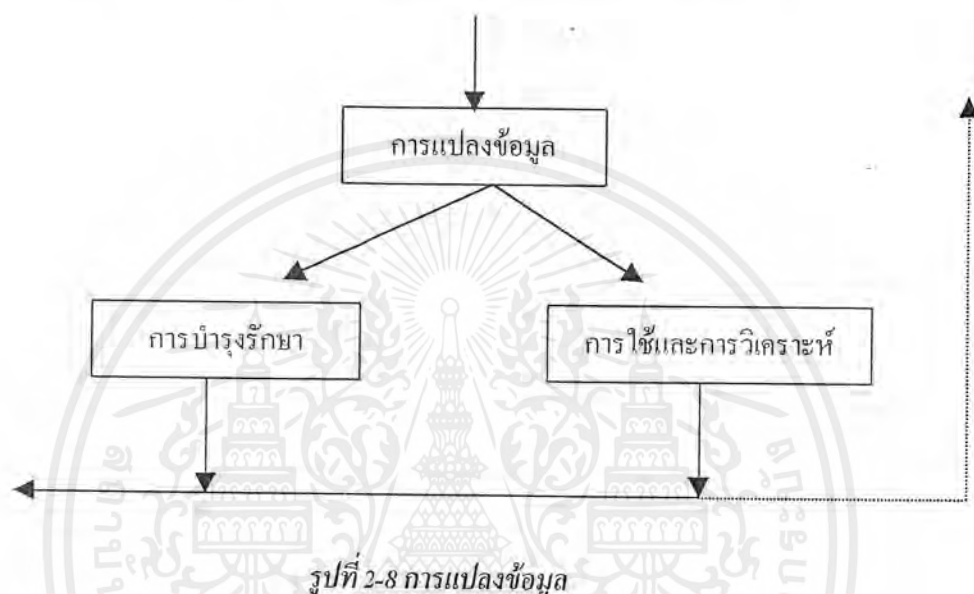 การแปลงข้อมูล
การบำรุงรักษา
การใช้และการวิเคราะห์
รูปที่ 2-8 การแปลงข้อมูล